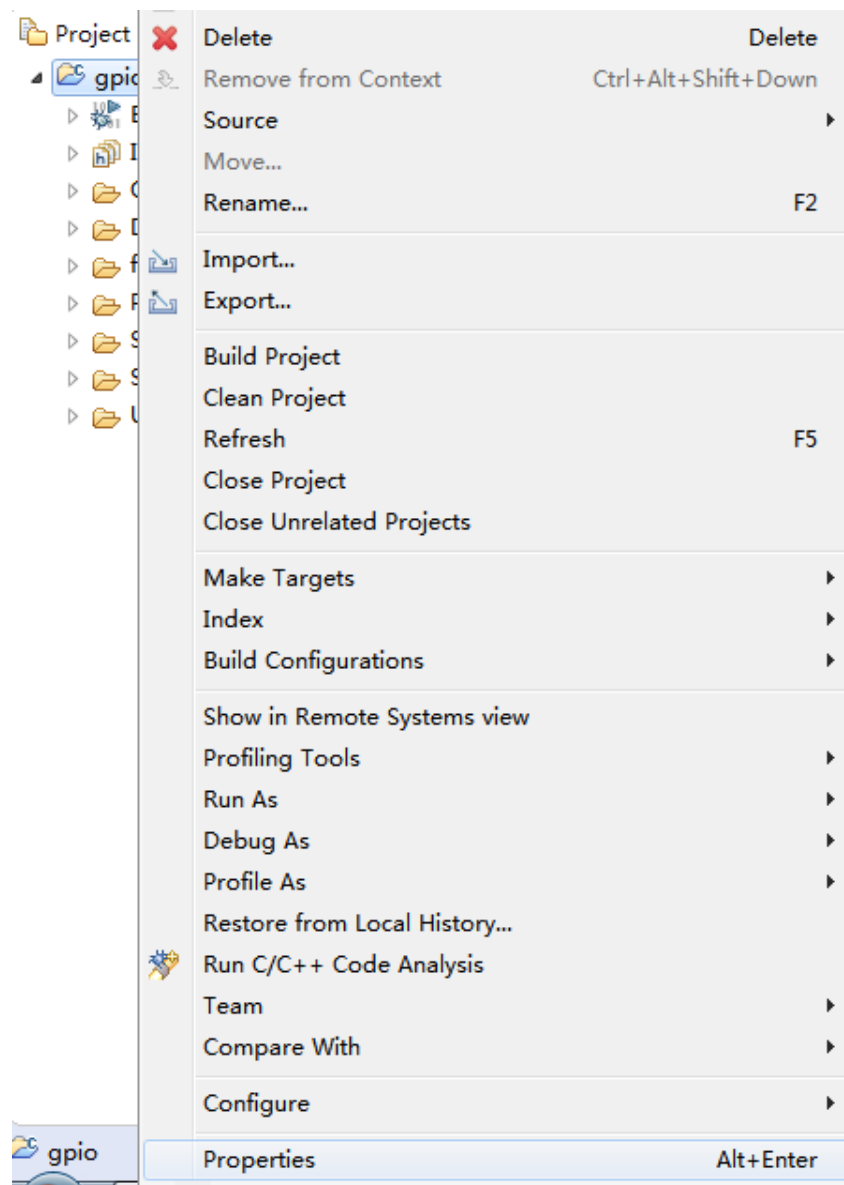 Project
gpio
Delete Delete
Remove from Context Ctrl+Alt+Shift+Down
Source
Move...
Rename... F2
Import...
Export...
Build Project
Clean Project
Refresh F5
Close Project
Close Unrelated Projects
Make Targets
Index
Build Configurations
Show in Remote Systems view
Profiling Tools
Run As
Debug As
Profile As
Restore from Local History...
Run C/C++ Code Analysis
Team
Compare With
Configure
gpio
Properties Alt+Enter